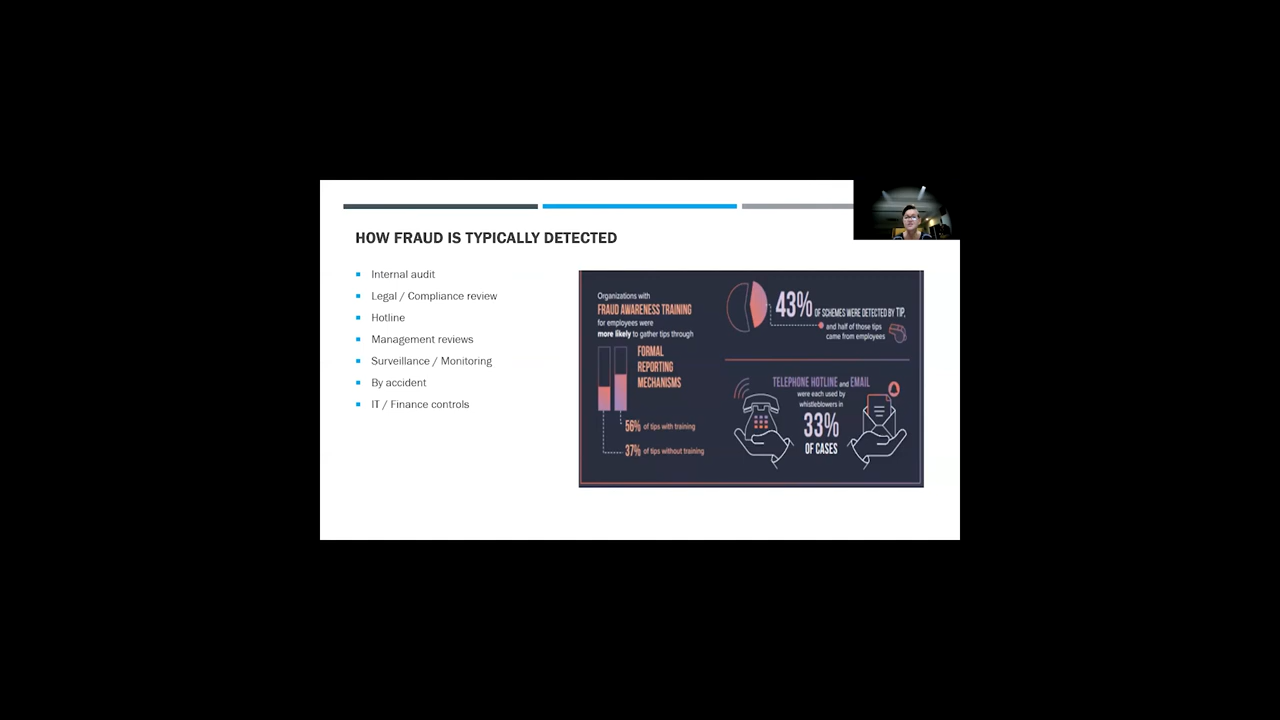 HOW FRAUD IS TYPICALLY DETECTED
Internal audit
Legal / Compliance review
Hotline
Management reviews
Surveillance / Monitoring
By accident
IT / Finance controls
Organizations with
FRAUD AWARENESS TRAINING
for employees were
more likely to gather tips through
FORMAL
REPORTING
MECHANISMS
56% of tips with training
37% of tips without training
43% OF SCHEMES WERE DETECTED BY TIP,
and half of those tips
came from employees
TELEPHONE HOTLINE and EMAIL
were each used by
whistleblowers in
33%
OF CASES